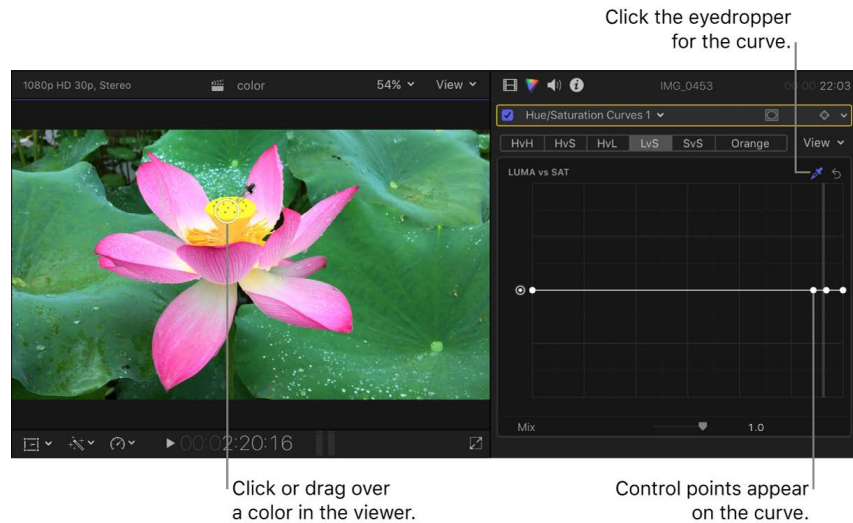 Click the eyedropper
for the curve.
1080p HD 30p, Stereo
color
54%
View
IMG_0453
00:00 22:03
Hue/Saturation Curves 1
HvH
HvS
HvL
LvS
SvS
Orange
View
LUMA vs SAT
Mix
1.0
00:02:20:16
Click or drag over
a color in the viewer.
Control points appear
on the curve.